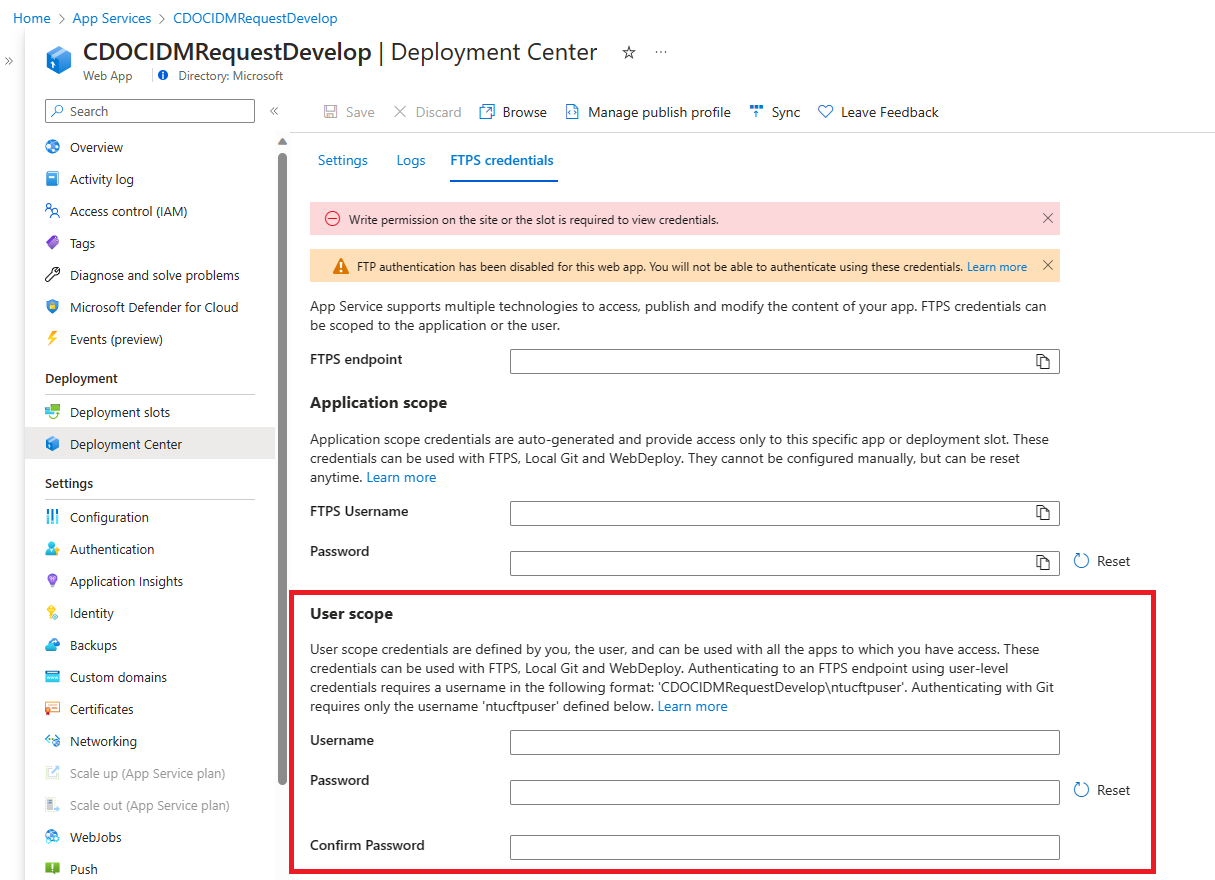 Home > App Services > CDOCIDMRequestDevelop
CDOCIDMRequestDevelop | Deployment Center
Web App
Directory: Microsoft
Search
Overview
Activity log
Access control (IAM)
Tags
Diagnose and solve problems
Microsoft Defender for Cloud
Events (preview)
Deployment
Deployment slots
Deployment Center
Settings
Configuration
Authentication
Application Insights
Identity
Backups
Custom domains
Certificates
Networking
Scale up (App Service plan)
Scale out (App Service plan)
WebJobs
Push
Save Discard Browse Manage publish profile Sync Leave Feedback
Settings Logs FTPS credentials
Write permission on the site or the slot is required to view credentials.
FTP authentication has been disabled for this web app. You will not be able to authenticate using these credentials. Learn more
App Service supports multiple technologies to access, publish and modify the content of your app. FTPS credentials can
be scoped to the application or the user.
FTPS endpoint
Application scope
Application scope credentials are auto-generated and provide access only to this specific app or deployment slot. These
credentials can be used with FTPS, Local Git and WebDeploy. They cannot be configured manually, but can be reset
anytime. Learn more
FTPS Username
Password
Reset
User scope
User scope credentials are defined by you, the user, and can be used with all the apps to which you have access. These
credentials can be used with FTPS, Local Git and WebDeploy. Authenticating to an FTPS endpoint using user-level
credentials requires a username in the following format: 'CDOCIDMRequestDevelop\ntucftpuser'. Authenticating with Git
requires only the username 'ntucftpuser' defined below. Learn more
Username
Password
Reset
Confirm Password